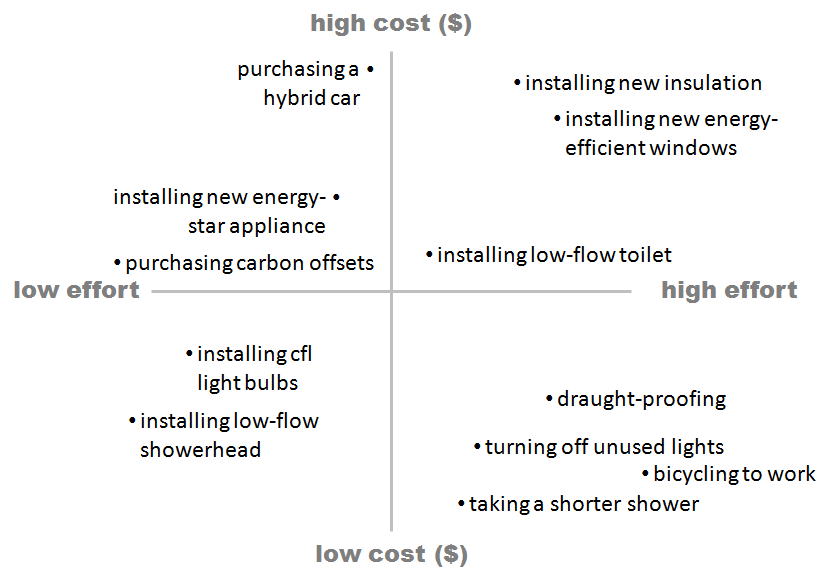 high cost ($)
purchasing a •
hybrid car
• installing new insulation
• installing new energy-
efficient windows
installing new energy- •
star appliance
• purchasing carbon offsets
• installing low-flow toilet
low effort
high effort
• installing cfl
light bulbs
• installing low-flow
showerhead
• draught-proofing
• turning off unused lights
• bicycling to work
• taking a shorter shower
low cost ($)